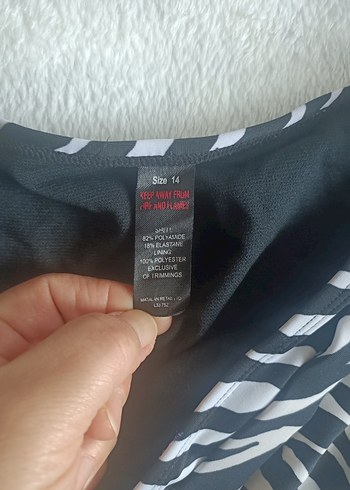 Size 14
KEEP AWAY FROM
FIRE AND FLAMES
SHELL:
82% POLYAMIDE
18% ELASTANE
LINING:
100% POLYESTER
EXCLUSIVE
OF TRIMMINGS
RETAIL